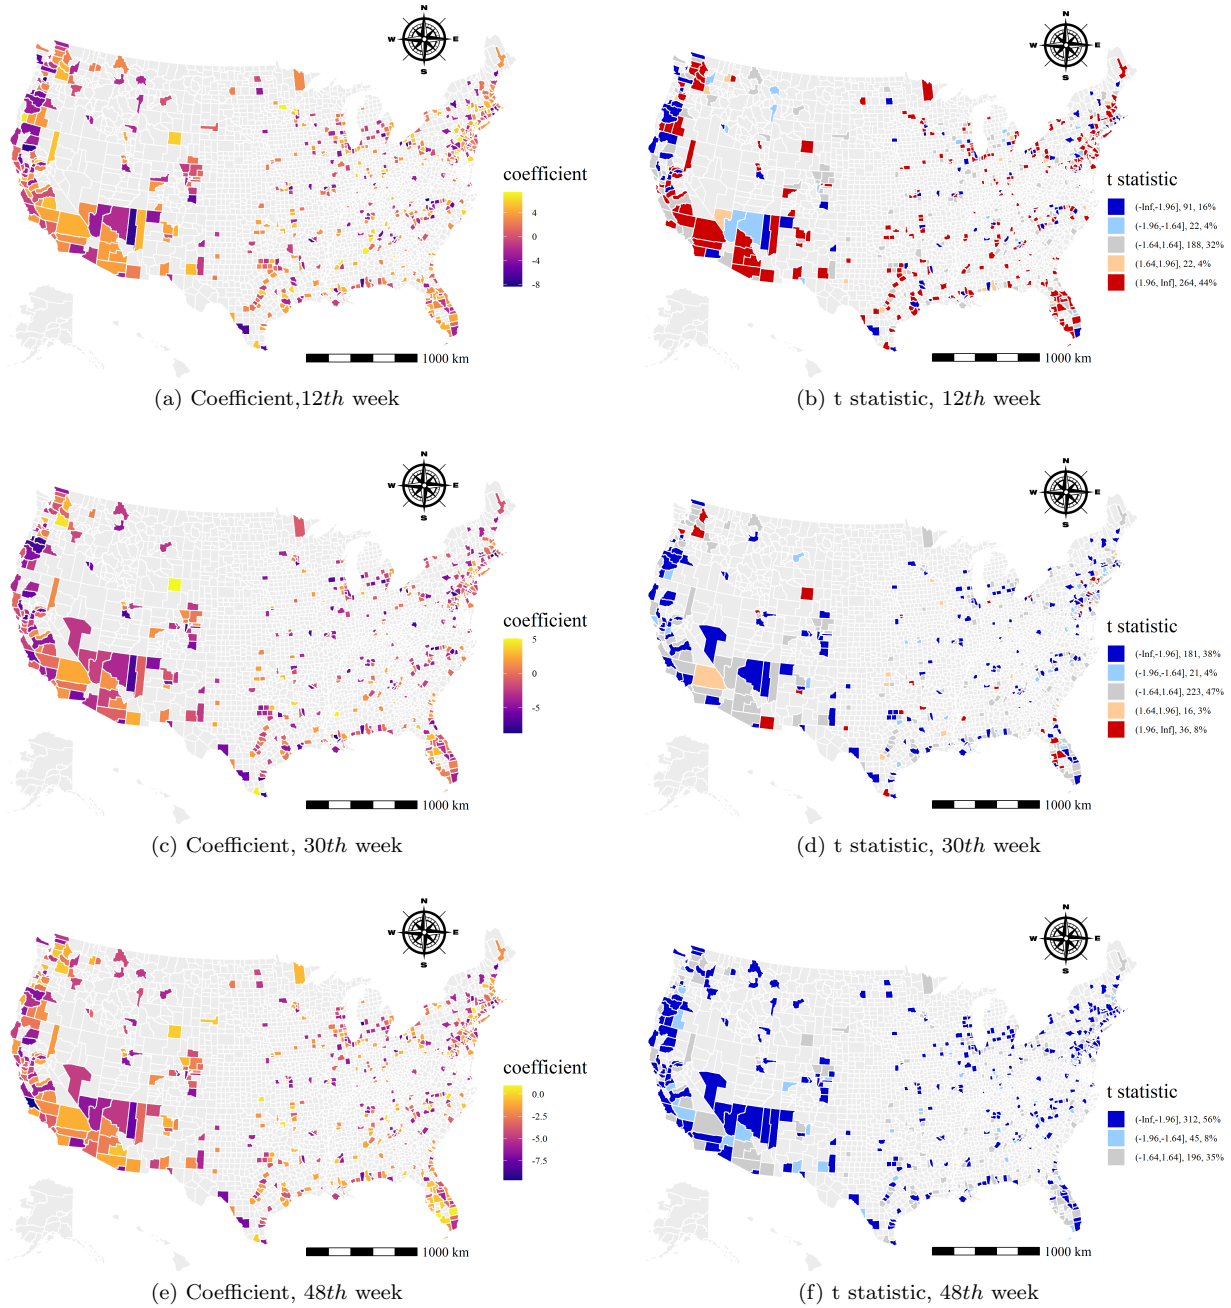 N
W E
S
coefficient
4
0
-4
-8
1000 km
(a) Coefficient,12th week
N
W E
S
t statistic
(-Inf,-1.96], 91, 16%
(-1.96,-1.64], 22, 4%
(-1.64,1.64], 188, 32%
(1.64,1.96], 22, 4%
(1.96, Inf], 264, 44%
1000 km
(b) t statistic, 12th week
N
W E
S
coefficient
5
0
-5
1000 km
(c) Coefficient, 30th week
N
W E
S
t statistic
(-Inf,-1.96], 181, 38%
(-1.96,-1.64], 21, 4%
(-1.64,1.64], 223, 47%
(1.64,1.96], 16, 3%
(1.96, Inf], 36, 8%
1000 km
(d) t statistic, 30th week
N
W E
S
coefficient
0.0
-2.5
-5.0
-7.5
1000 km
(e) Coefficient, 48th week
N
W E
S
t statistic
(-Inf,-1.96], 312, 56%
(-1.96,-1.64], 45, 8%
(-1.64,1.64], 196, 35%
1000 km
(f) t statistic, 48th week